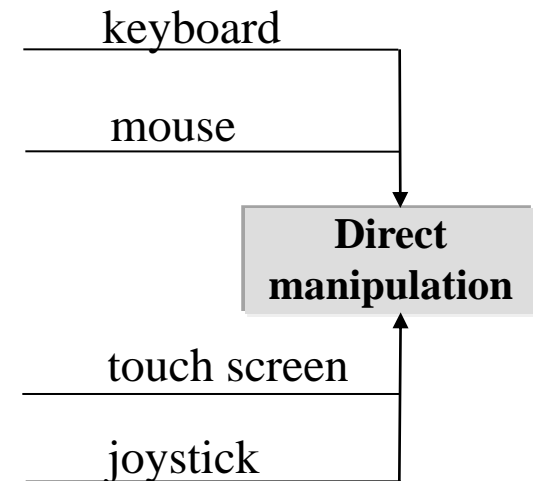 keyboard
mouse
Direct
manipulation
touch screen
joystick